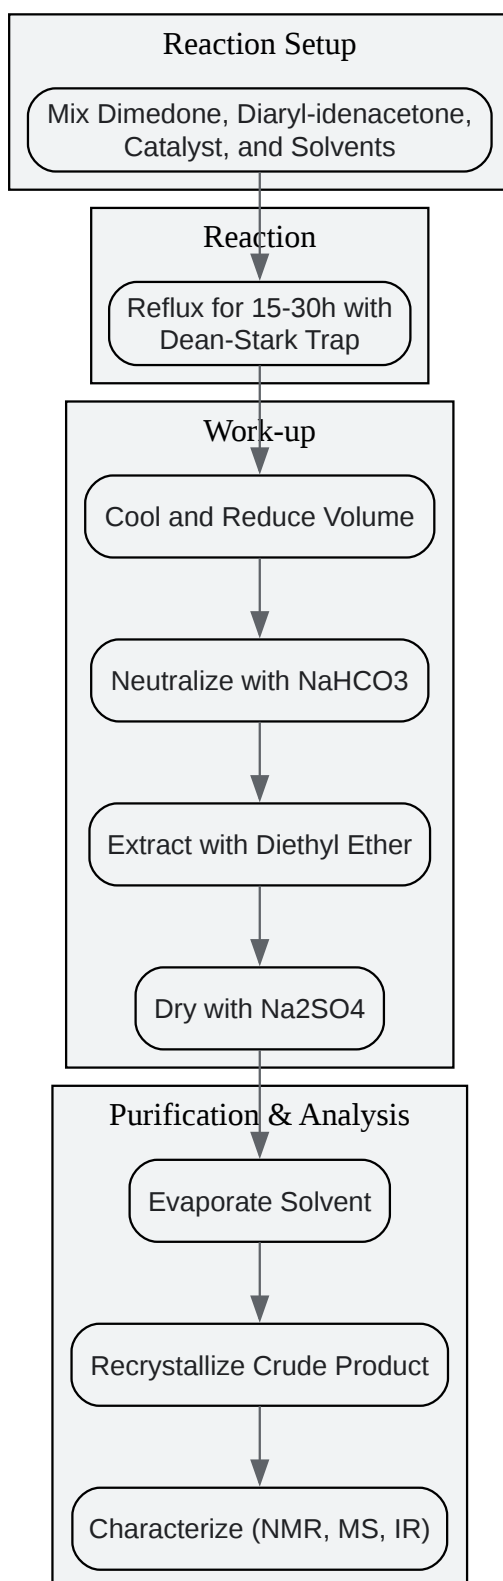 Reaction Setup
Mix Dimedone, Diaryl-idenacetone,
Catalyst, and Solvents
Reaction
Reflux for 15-30h with
Dean-Stark Trap
Work-up
Cool and Reduce Volume
Neutralize with NaHCO3
Extract with Diethyl Ether
Dry with Na2SO4
Purification & Analysis
Evaporate Solvent
Recrystallize Crude Product
Characterize (NMR, MS, IR)